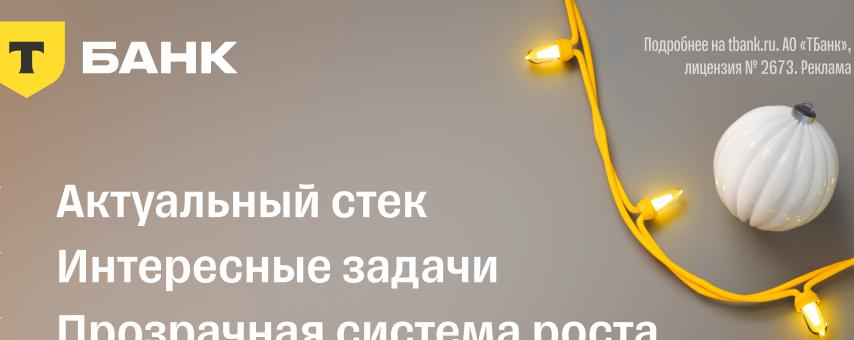 Т БАНК
Подробнее на tbank.ru. АО «ТБанк»,
лицензия № 2673. Реклама
Актуальный стек
Интересные задачи
Прозрачная система роста